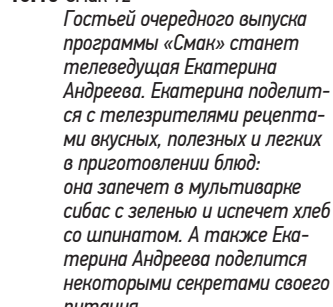 Гостьей очередного выпуска
программы «Смак» станет
телеведущая Екатерина
Андреева. Екатерина поделит-
ся с телезрителями рецепта-
ми вкусных, полезных и легких
в приготовлении блюд:
она запечет в мультиварке
сибас с зеленью и испечет хлеб
со шпинатом. А также Ека-
терина Андреева поделится
некоторыми секретами своего
питания